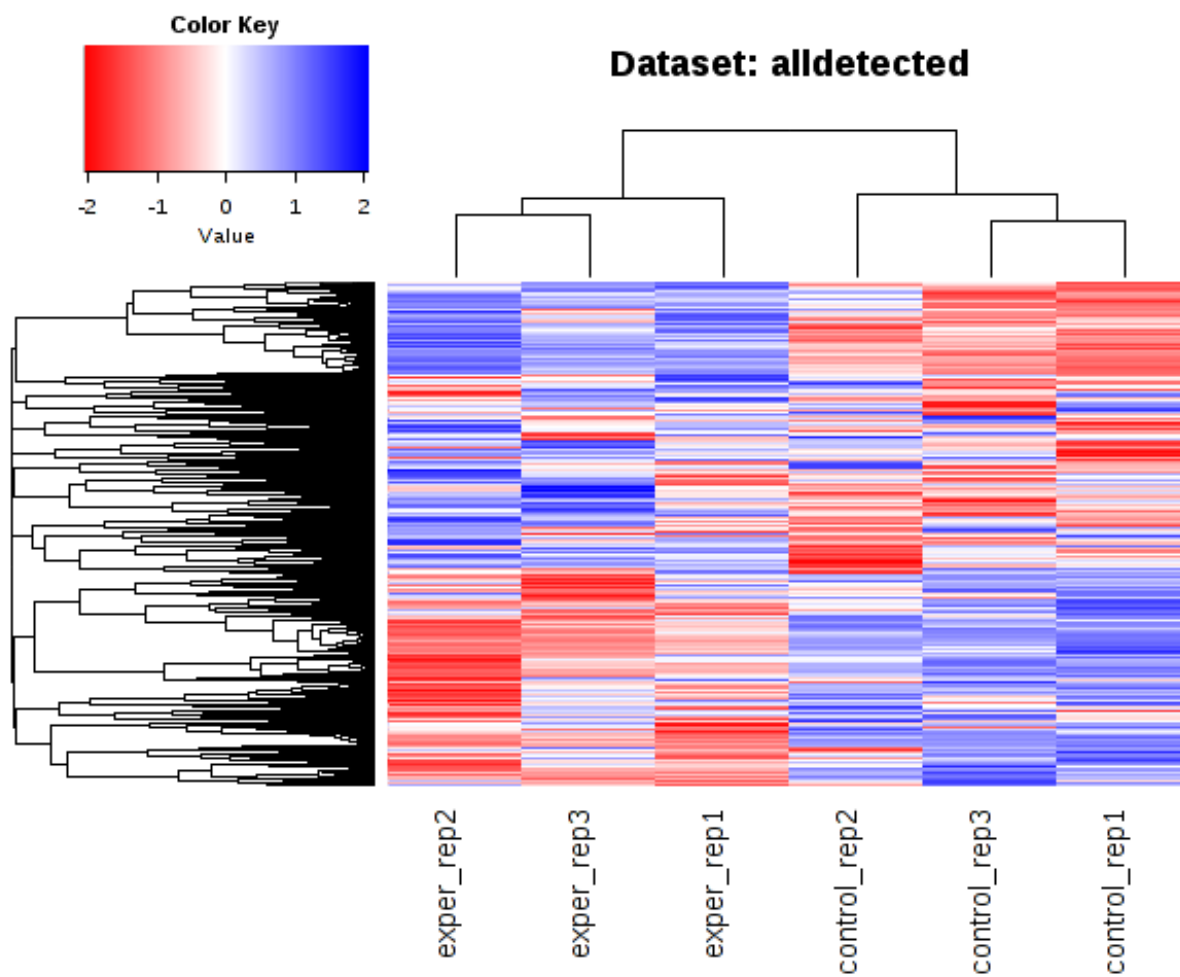 Color Key
-2 -1 0 1 2
Value
Dataset: alldetected
exper_rep2
exper_rep3
exper_rep1
control_rep2
control_rep3
control_rep1